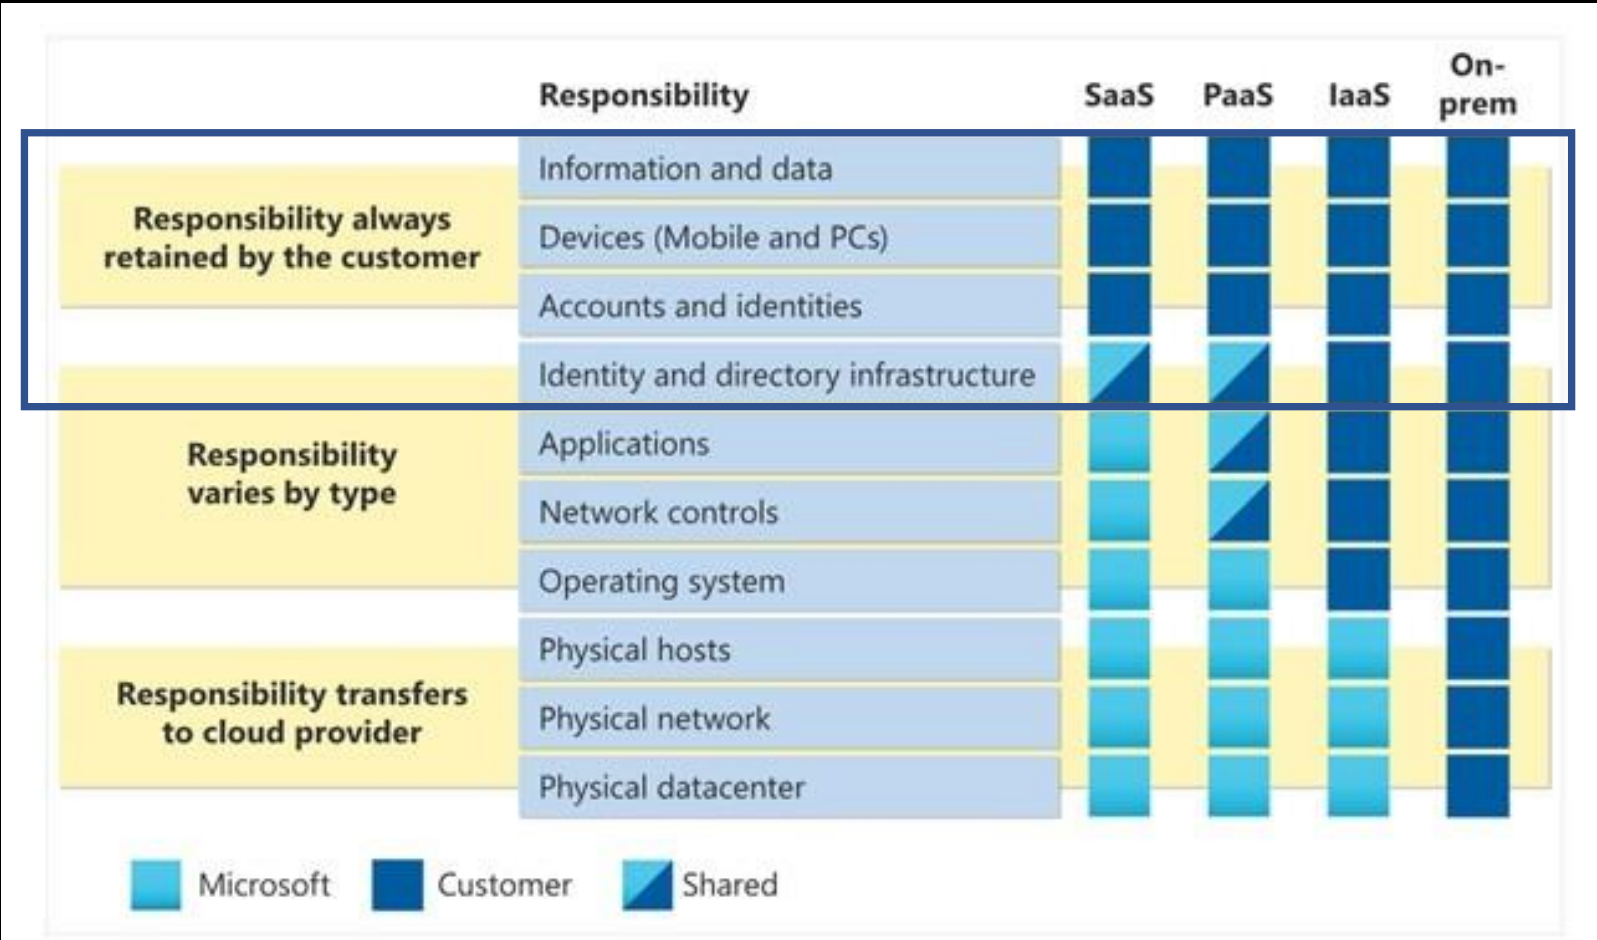 Responsibility SaaS PaaS IaaS On-
prem
Responsibility always
retained by the customer
Information and data
Devices (Mobile and PCs)
Accounts and identities
Responsibility
varies by type
Identity and directory infrastructure
Applications
Network controls
Operating system
Responsibility transfers
to cloud provider
Physical hosts
Physical network
Physical datacenter
Microsoft Customer Shared